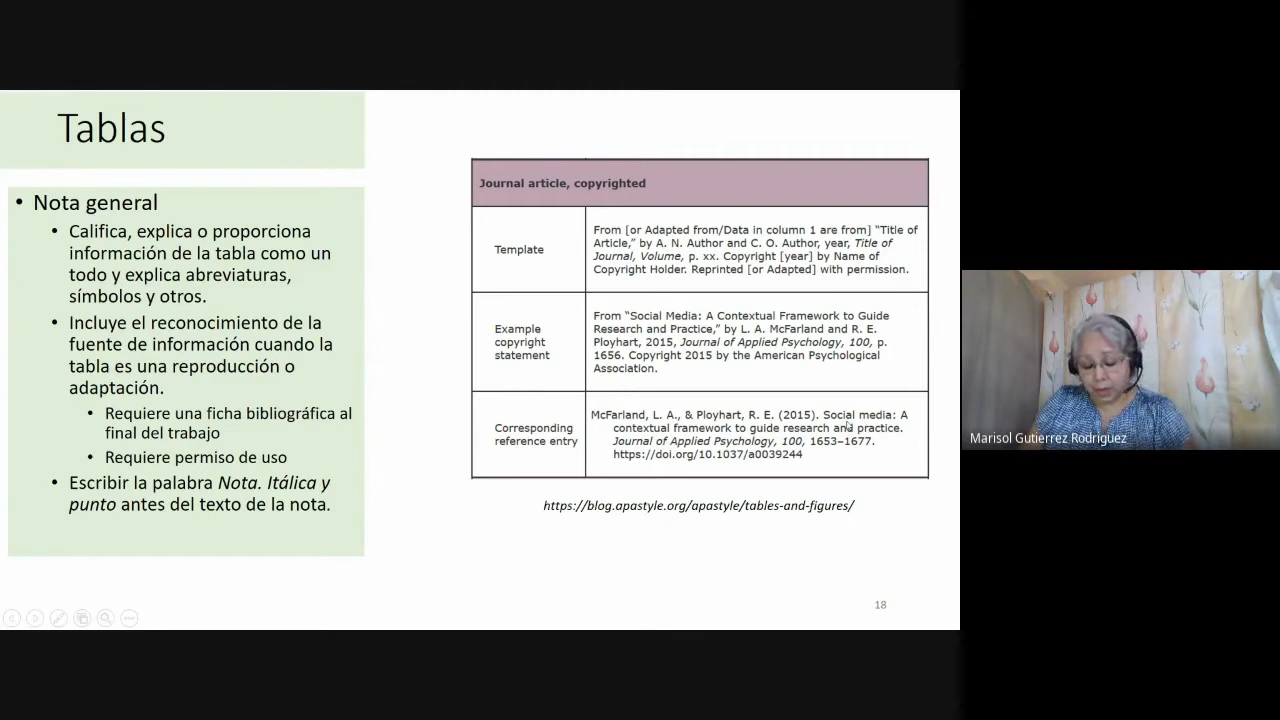 Tablas
• Nota general
• Califica, explica o proporciona
información de la tabla como un
todo y explica abreviaturas,
símbolos y otros.
• Incluye el reconocimiento de la
fuente de información cuando la
tabla es una reproducción o
adaptación.
• Requiere una ficha bibliográfica al
final del trabajo
• Requiere permiso de uso
• Escribir la palabra Nota. Itálica y
punto antes del texto de la nota.
Journal article, copyrighted
Template
From [or Adapted from/Data in column 1 are from] “Title of
Article,” by A. N. Author and C. O. Author, year, Title of
Journal, Volume, p. xx. Copyright [year] by Name of
Copyright Holder. Reprinted [or Adapted] with permission.
Example
copyright
statement
From “Social Media: A Contextual Framework to Guide
Research and Practice,” by L. A. McFarland and R. E.
Ployhart, 2015, Journal of Applied Psychology, 100, p.
1656. Copyright 2015 by the American Psychological
Association.
Corresponding
reference entry
McFarland, L. A., & Ployhart, R. E. (2015). Social media: A
contextual framework to guide research and practice.
Journal of Applied Psychology, 100, 1653–1677.
https://doi.org/10.1037/a0039244
https://blog.apastyle.org/apastyle/tables-and-figures/
18
Marisol Gutierrez Rodriguez